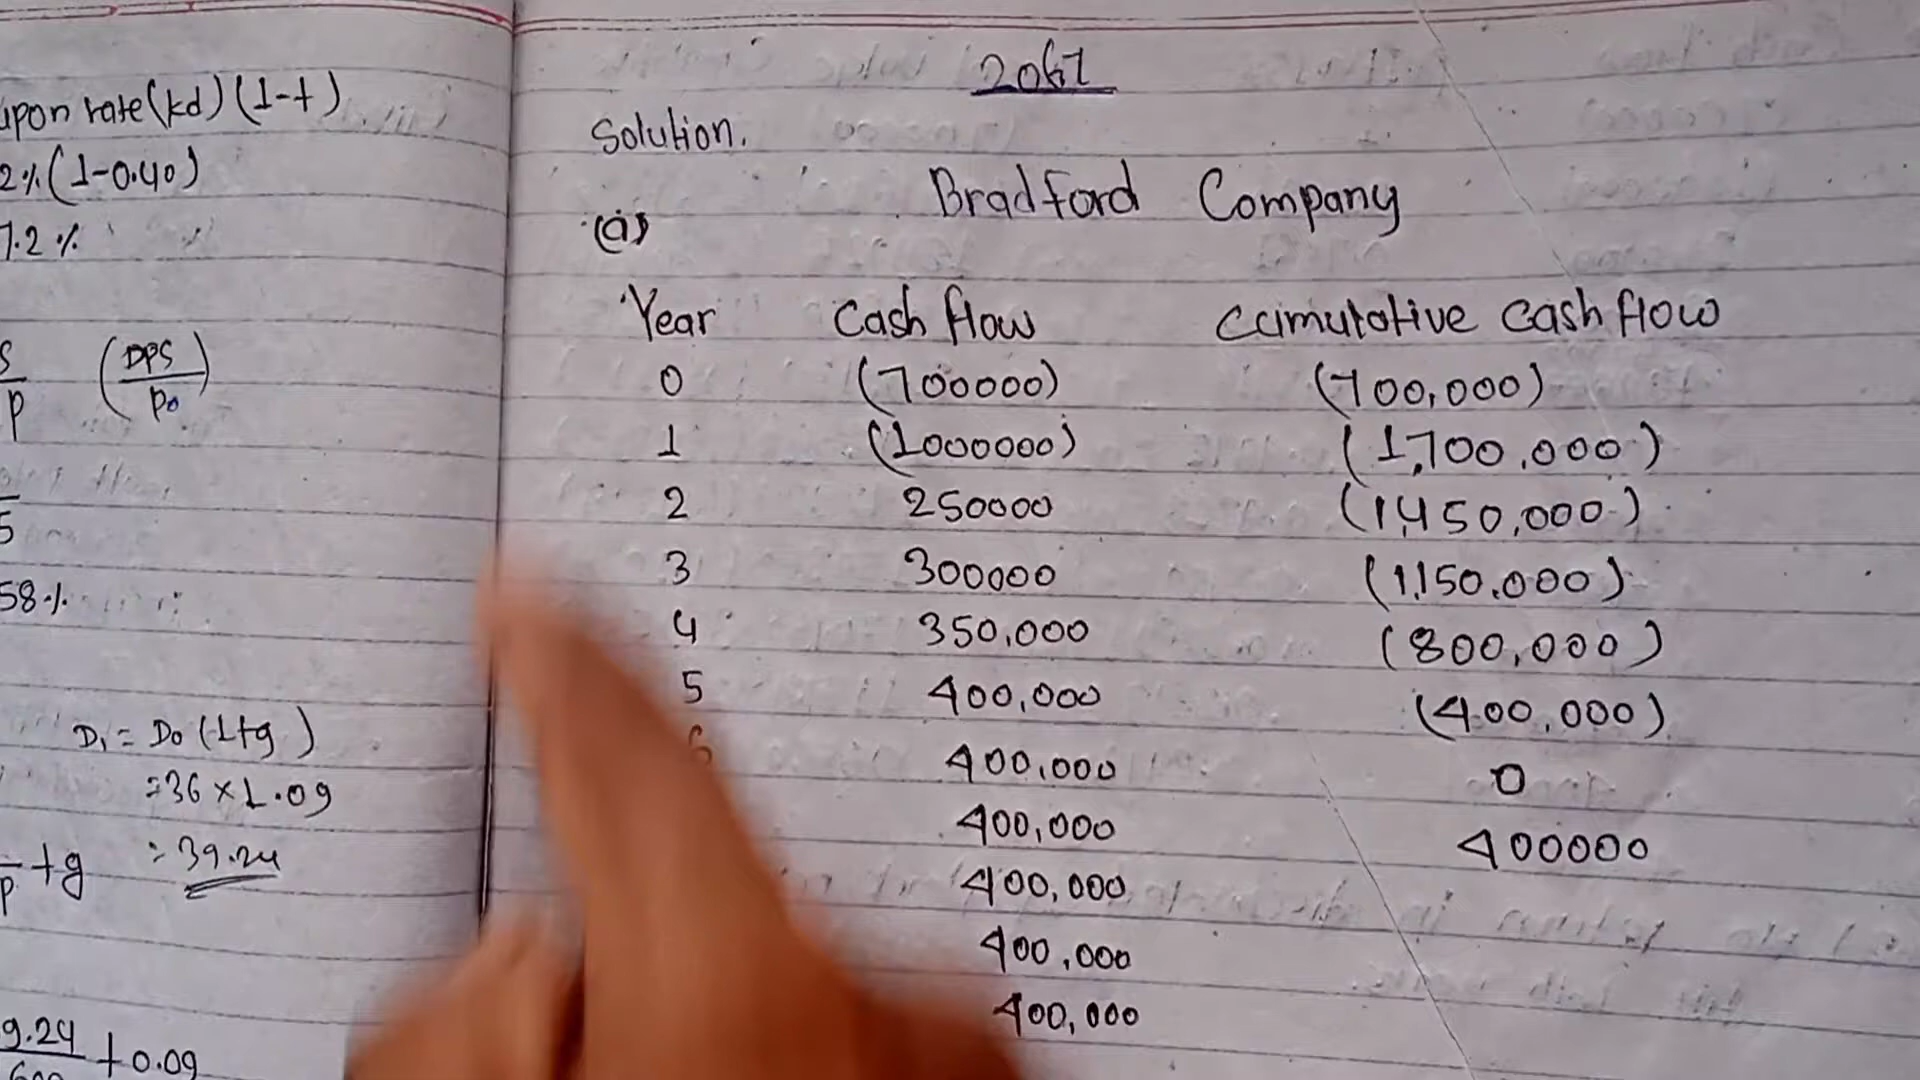 upon rate (kd) (1-t)
2% (1-0.40)
7.2%
(DPS
P0)
5
58%
D1 = D0 (1+g)
=36 × 1.09
+g = 39.24
P
9.24 + 0.09
2067
Solution.
Bradford Company
(a)
Year Cash flow Cumutative Cash flow
0 (700000) (700,000)
1 (1000000) (1,700,000)
2 250000 (1,450,000)
3 300000 (1,150,000)
4 350,000 (800,000)
5 400,000 (400,000)
6 400,000 0
400,000 400000
400,000
400,000
400,000